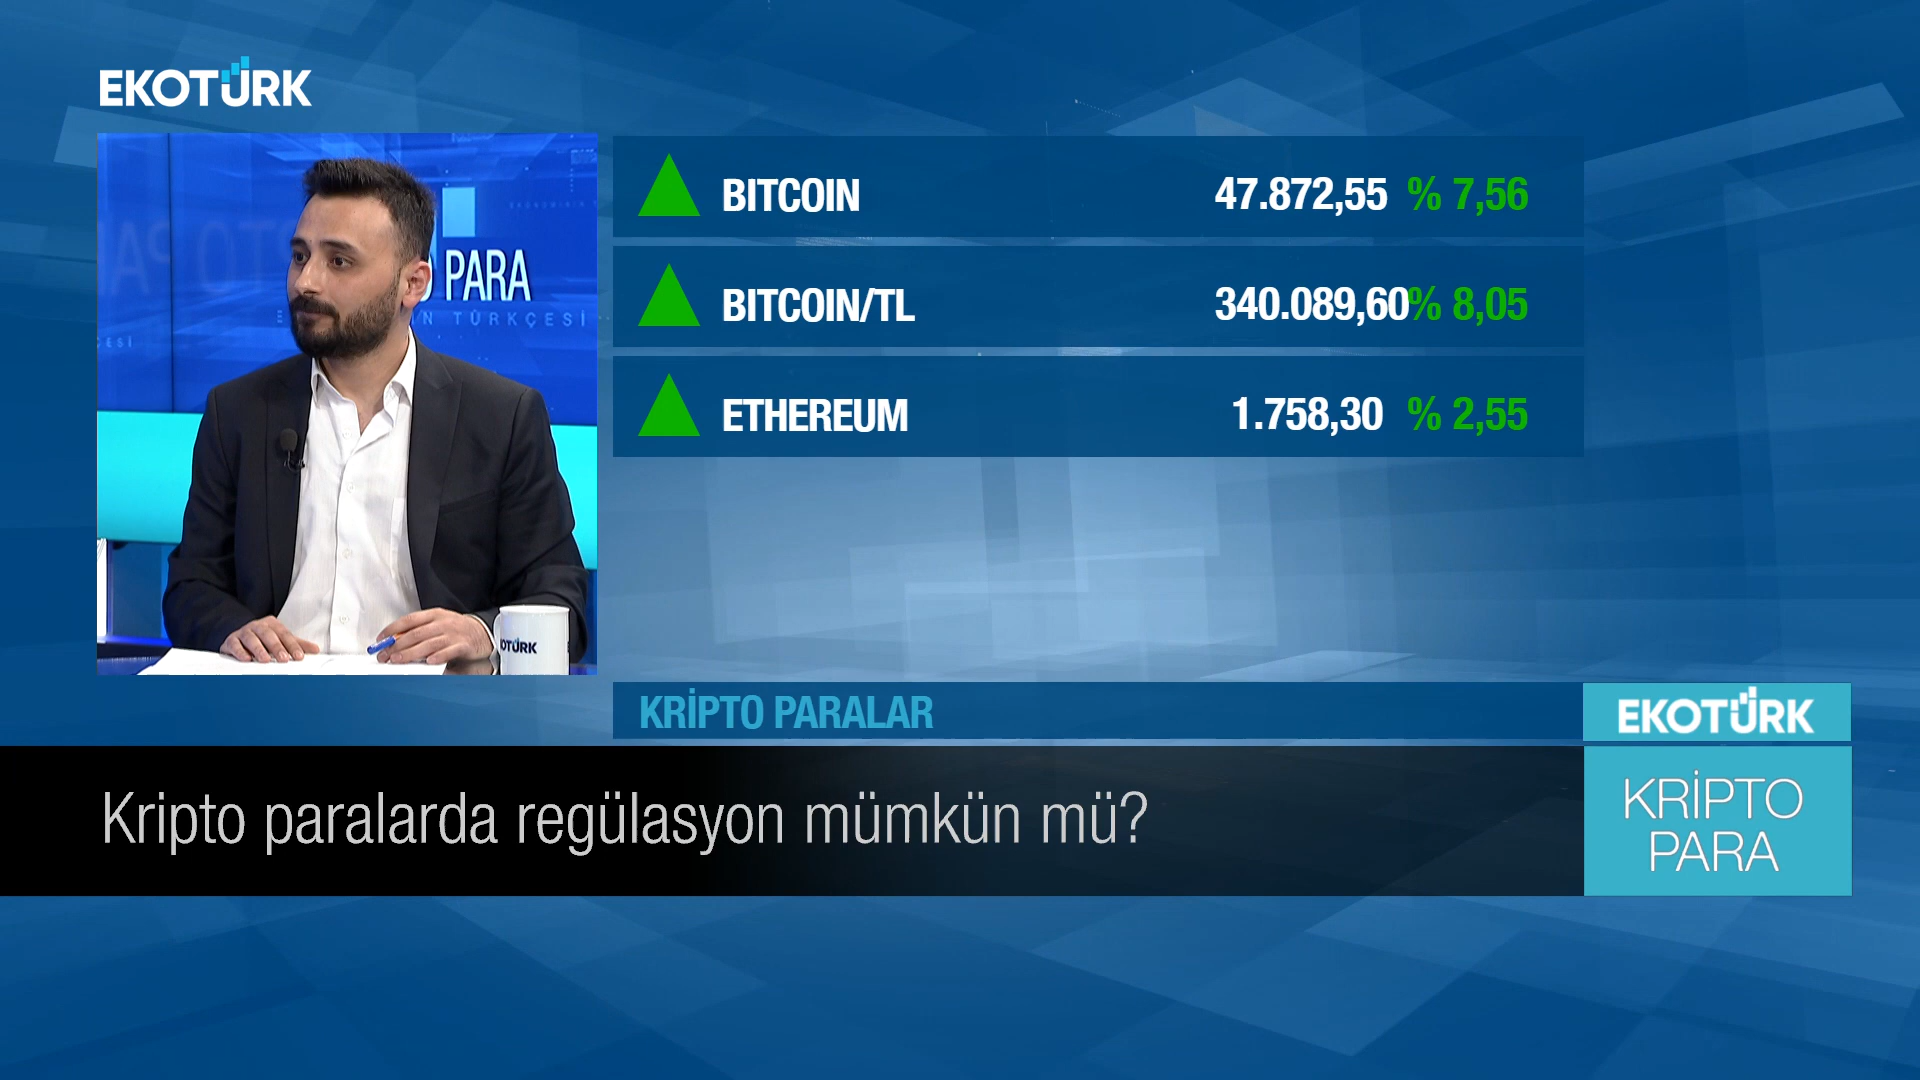 EKOTÜRK
PARA
N TÜRKÇESİ
OTÜRK
BITCOIN 47.872,55 % 7,56
BITCOIN/TL 340.089,60 % 8,05
ETHEREUM 1.758,30 % 2,55
KRİPTO PARALAR
EKOTÜRK
Kripto paralarda regülasyon mümkün mü?
KRİPTO
PARA